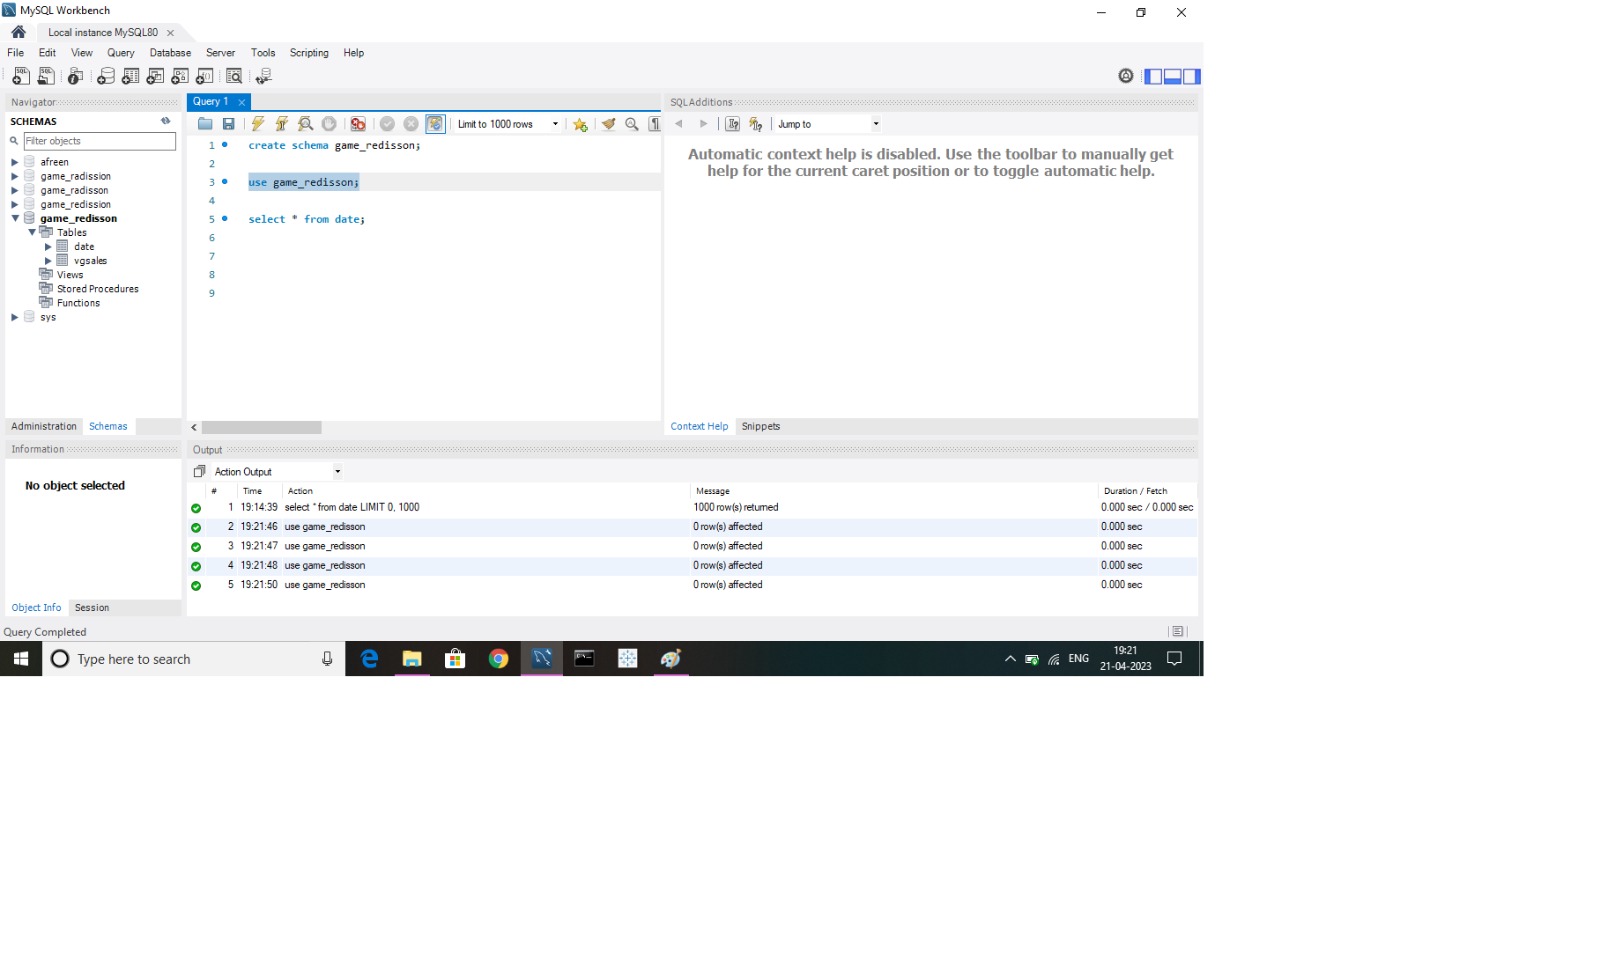 MySQL Workbench
Local instance MySQL80
File Edit View Query Database Server Tools Scripting Help
Navigator
SCHEMAS
Filter objects
afreen
game_radission
game_radisson
game_redission
game_redisson
Tables
date
vgsales
Views
Stored Procedures
Functions
sys
Administration Schemas
Information
No object selected
Object Info Session
Query 1
Limit to 1000 rows
1 create schema game_redisson;
2
3 use game_redisson;
4
5 select * from date;
6
7
8
9
SQLAdditions
Jump to
Automatic context help is disabled. Use the toolbar to manually get
help for the current caret position or to toggle automatic help.
Context Help Snippets
Output
Action Output
# Time Action Message Duration / Fetch
1 19:14:39 select * from date LIMIT 0, 1000 1000 row(s) returned 0.000 sec / 0.000 sec
2 19:21:46 use game_redisson 0 row(s) affected 0.000 sec
3 19:21:47 use game_redisson 0 row(s) affected 0.000 sec
4 19:21:48 use game_redisson 0 row(s) affected 0.000 sec
5 19:21:50 use game_redisson 0 row(s) affected 0.000 sec
Query Completed
Type here to search
ENG
19:21
21-04-2023